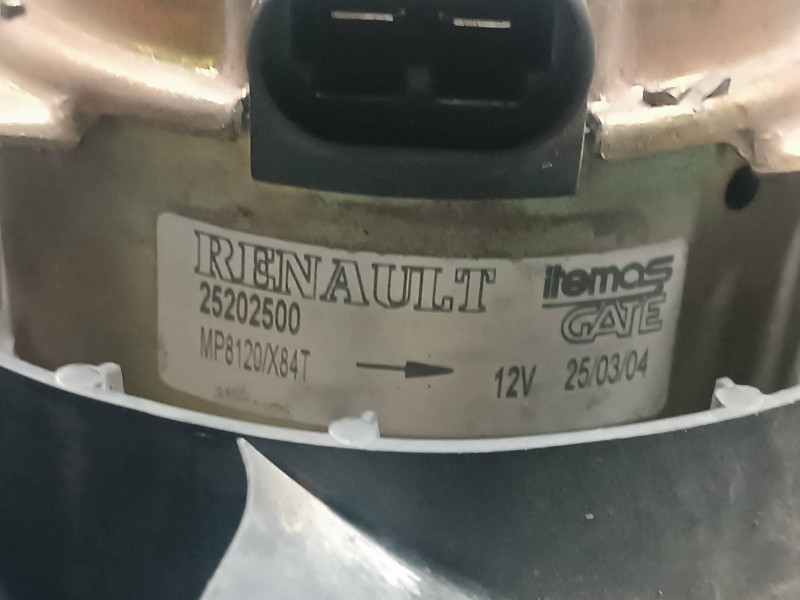 RENAULT
itemas
GATE
25202500
MP8120/X84T
12V 25/03/04